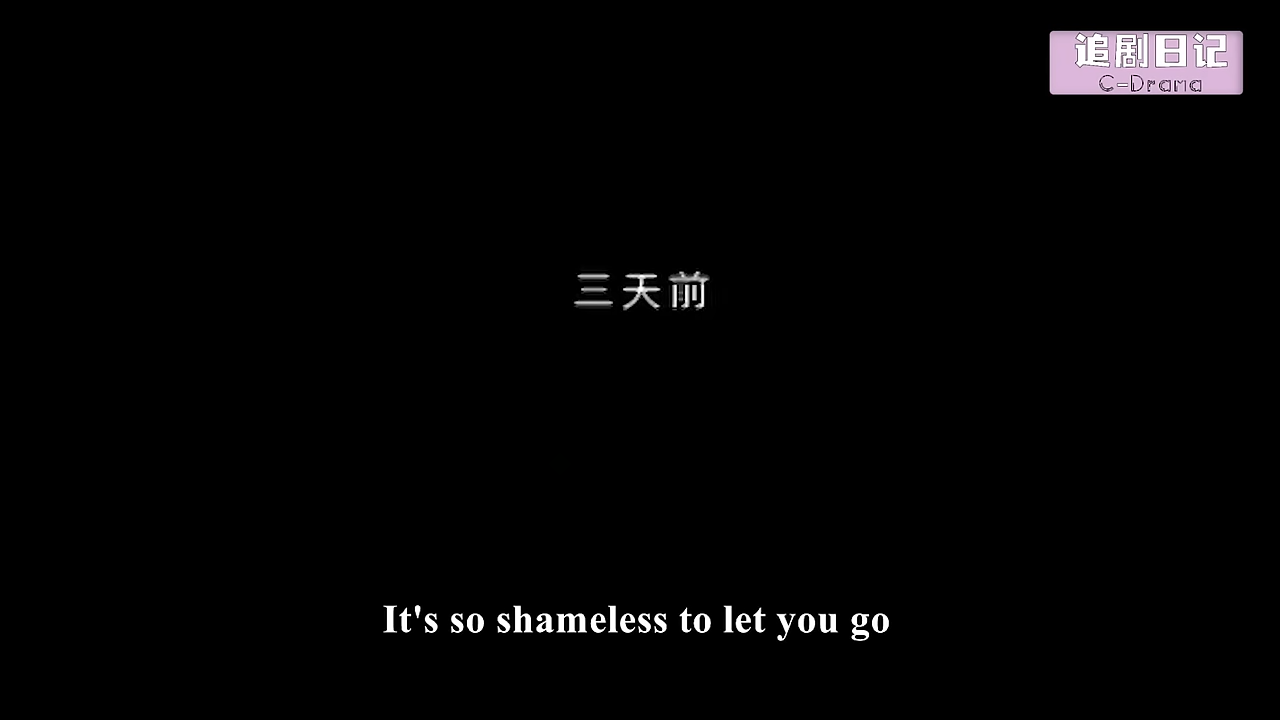 追剧日记
C-Drama
三天前
It's so shameless to let you go